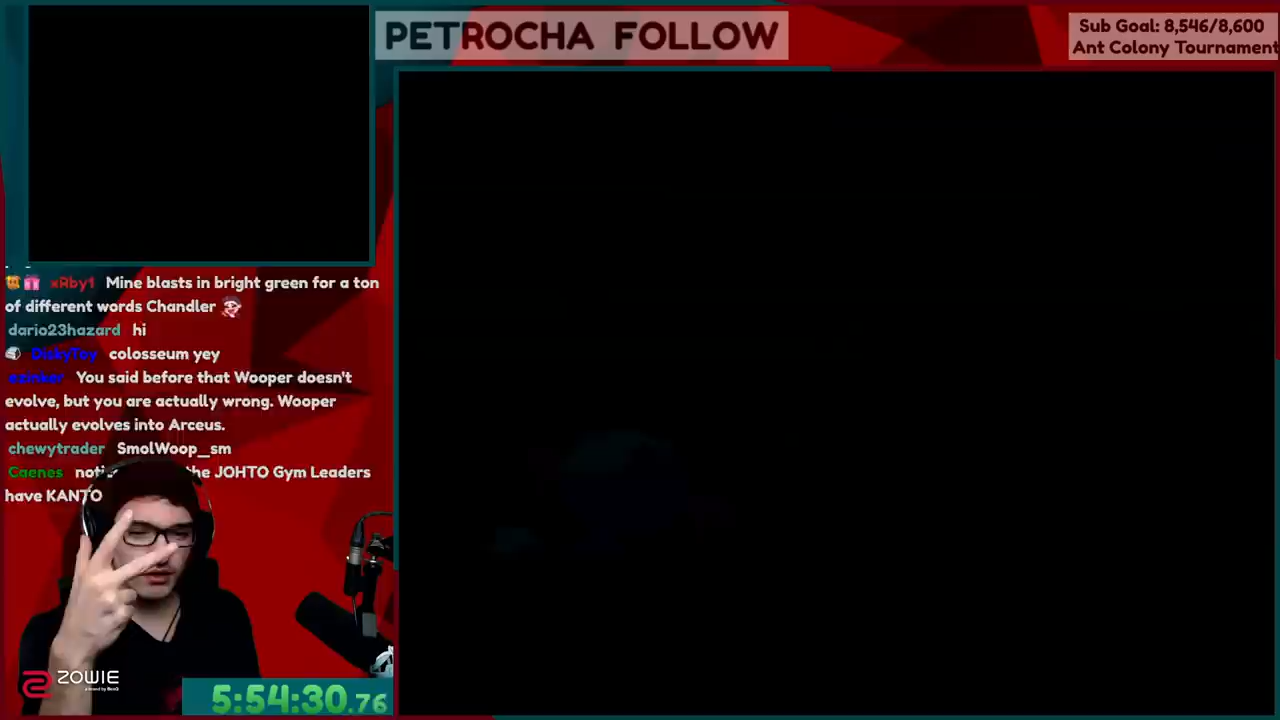 PETROCHA FOLLOW
Sub Goal: 8,546/8,600
Ant Colony Tournament
xRby1 Mine blasts in bright green for a ton
of different words Chandler
dario23hazard hi
DiskyToy colosseum yey
You said before that Wooper doesn't
evolve, but you are actually wrong. Wooper
actually evolves into Arceus.
chewytrader SmolWoop_sm
Caenes the JOHTO Gym Leaders
have KANTO
ZOWIE
5:54:30.76